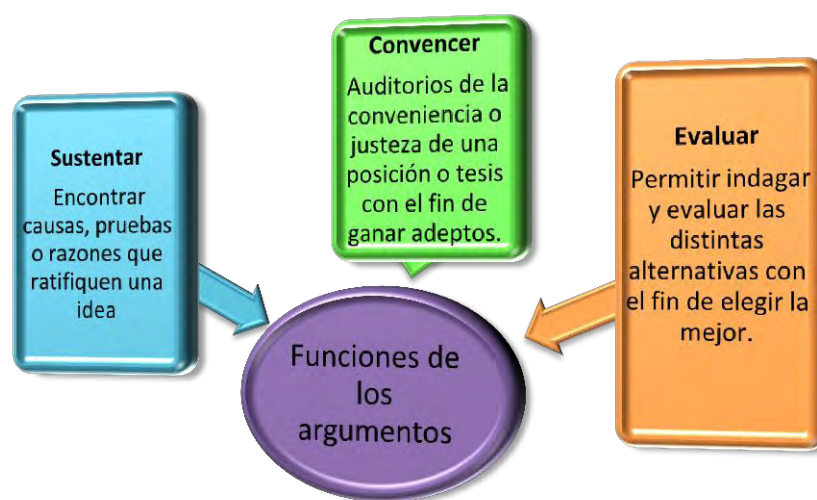 Sustentar
Encontrar
causas, pruebas
o razones que
ratifiquen una
idea
Convencer
Auditorios de la
conveniencia o
justeza de una
posición o tesis
con el fin de
ganar adeptos.
Evaluar
Permitir indagar
y evaluar las
distintas
alternativas con
el fin de elegir la
mejor.
Funciones de
los
argumentos